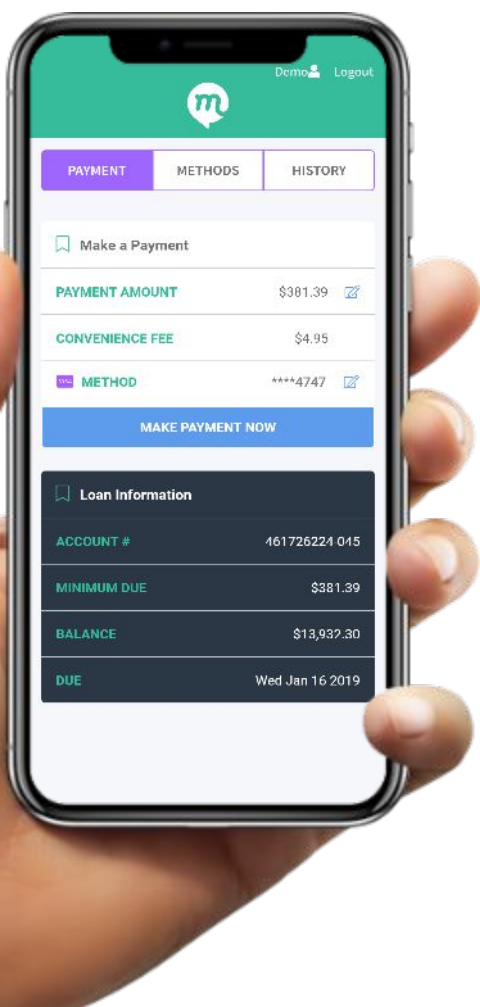 Demo Logout
m
PAYMENT METHODS HISTORY
Make a Payment
PAYMENT AMOUNT $381.39
CONVENIENCE FEE $4.95
VISA METHOD ****4747
MAKE PAYMENT NOW
Loan Information
ACCOUNT # 461726224 045
MINIMUM DUE $381.39
BALANCE $13,932.30
DUE Wed Jan 16 2019